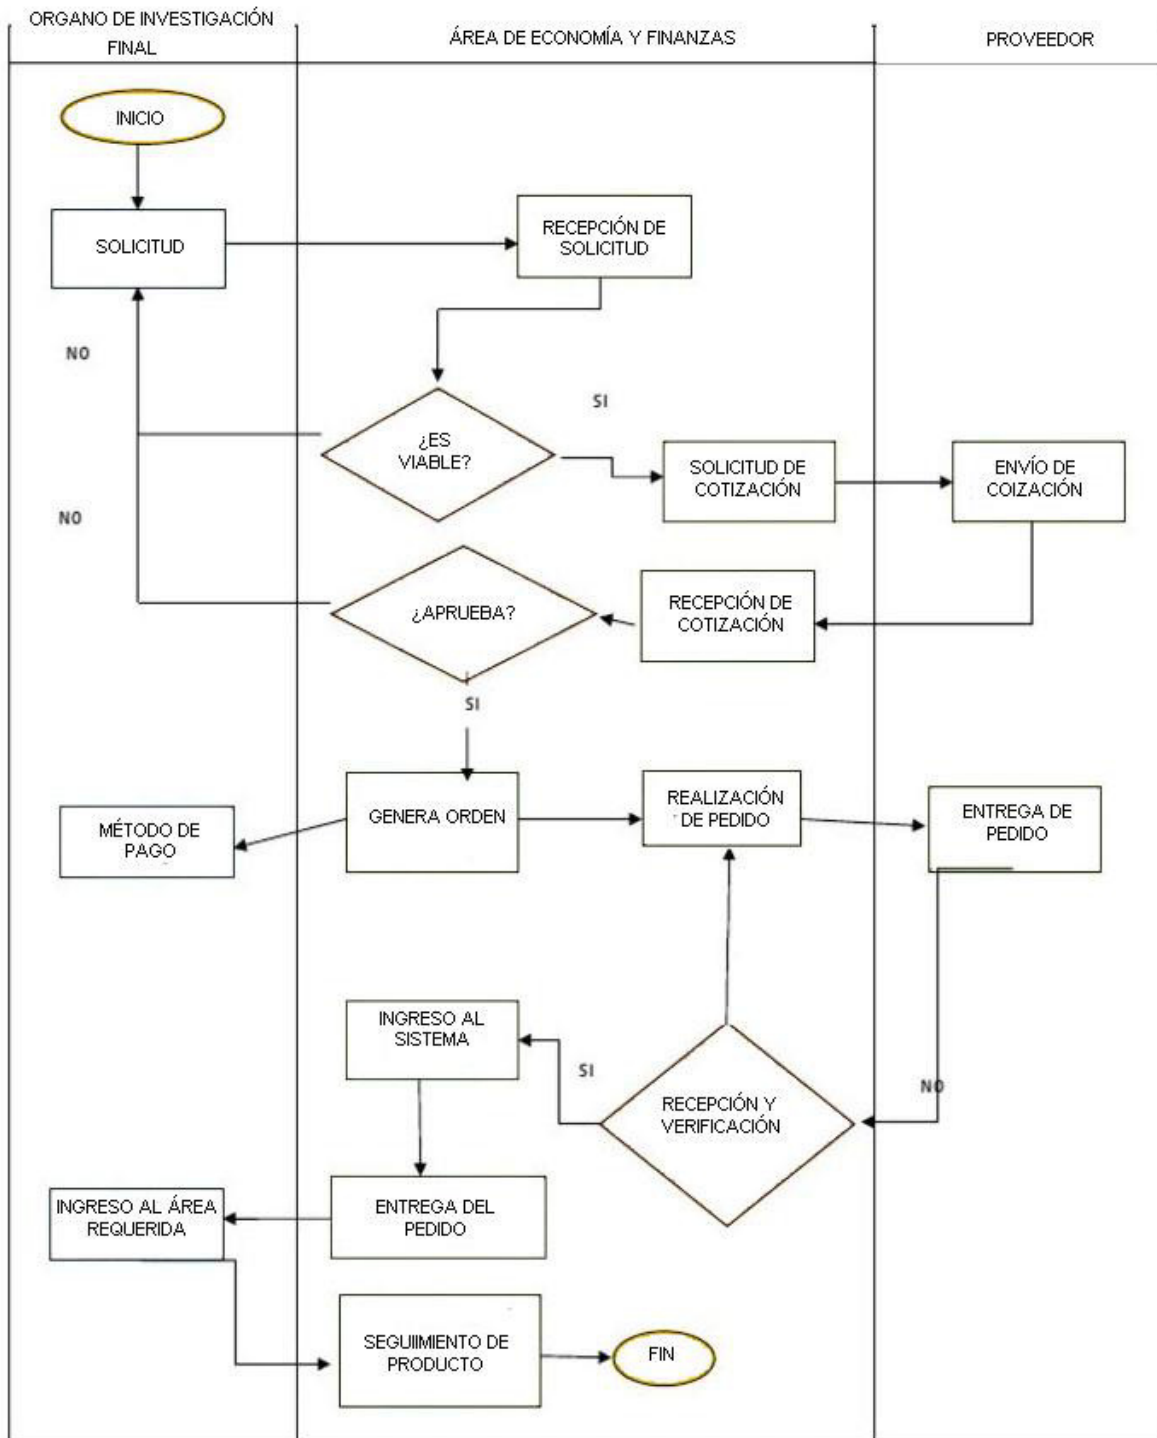 ORGANO DE INVESTIGACIÓN
FINAL
ÁREA DE ECONOMÍA Y FINANZAS
PROVEEDOR
INICIO
SOLICITUD
RECEPCIÓN DE
SOLICITUD
NO
¿ES
VIABLE?
SI
SOLICITUD DE
COTIZACIÓN
ENVÍO DE
COIZACIÓN
NO
¿APRUEBA?
RECEPCIÓN DE
COTIZACIÓN
SI
MÉTODO DE
PAGO
GENERA ORDEN
REALIZACIÓN
DE PEDIDO
ENTREGA DE
PEDIDO
INGRESO AL
SISTEMA
SI
RECEPCIÓN Y
VERIFICACIÓN
NO
INGRESO AL ÁREA
REQUERIDA
ENTREGA DEL
PEDIDO
SEGUIIMIENTO DE
PRODUCTO
FIN